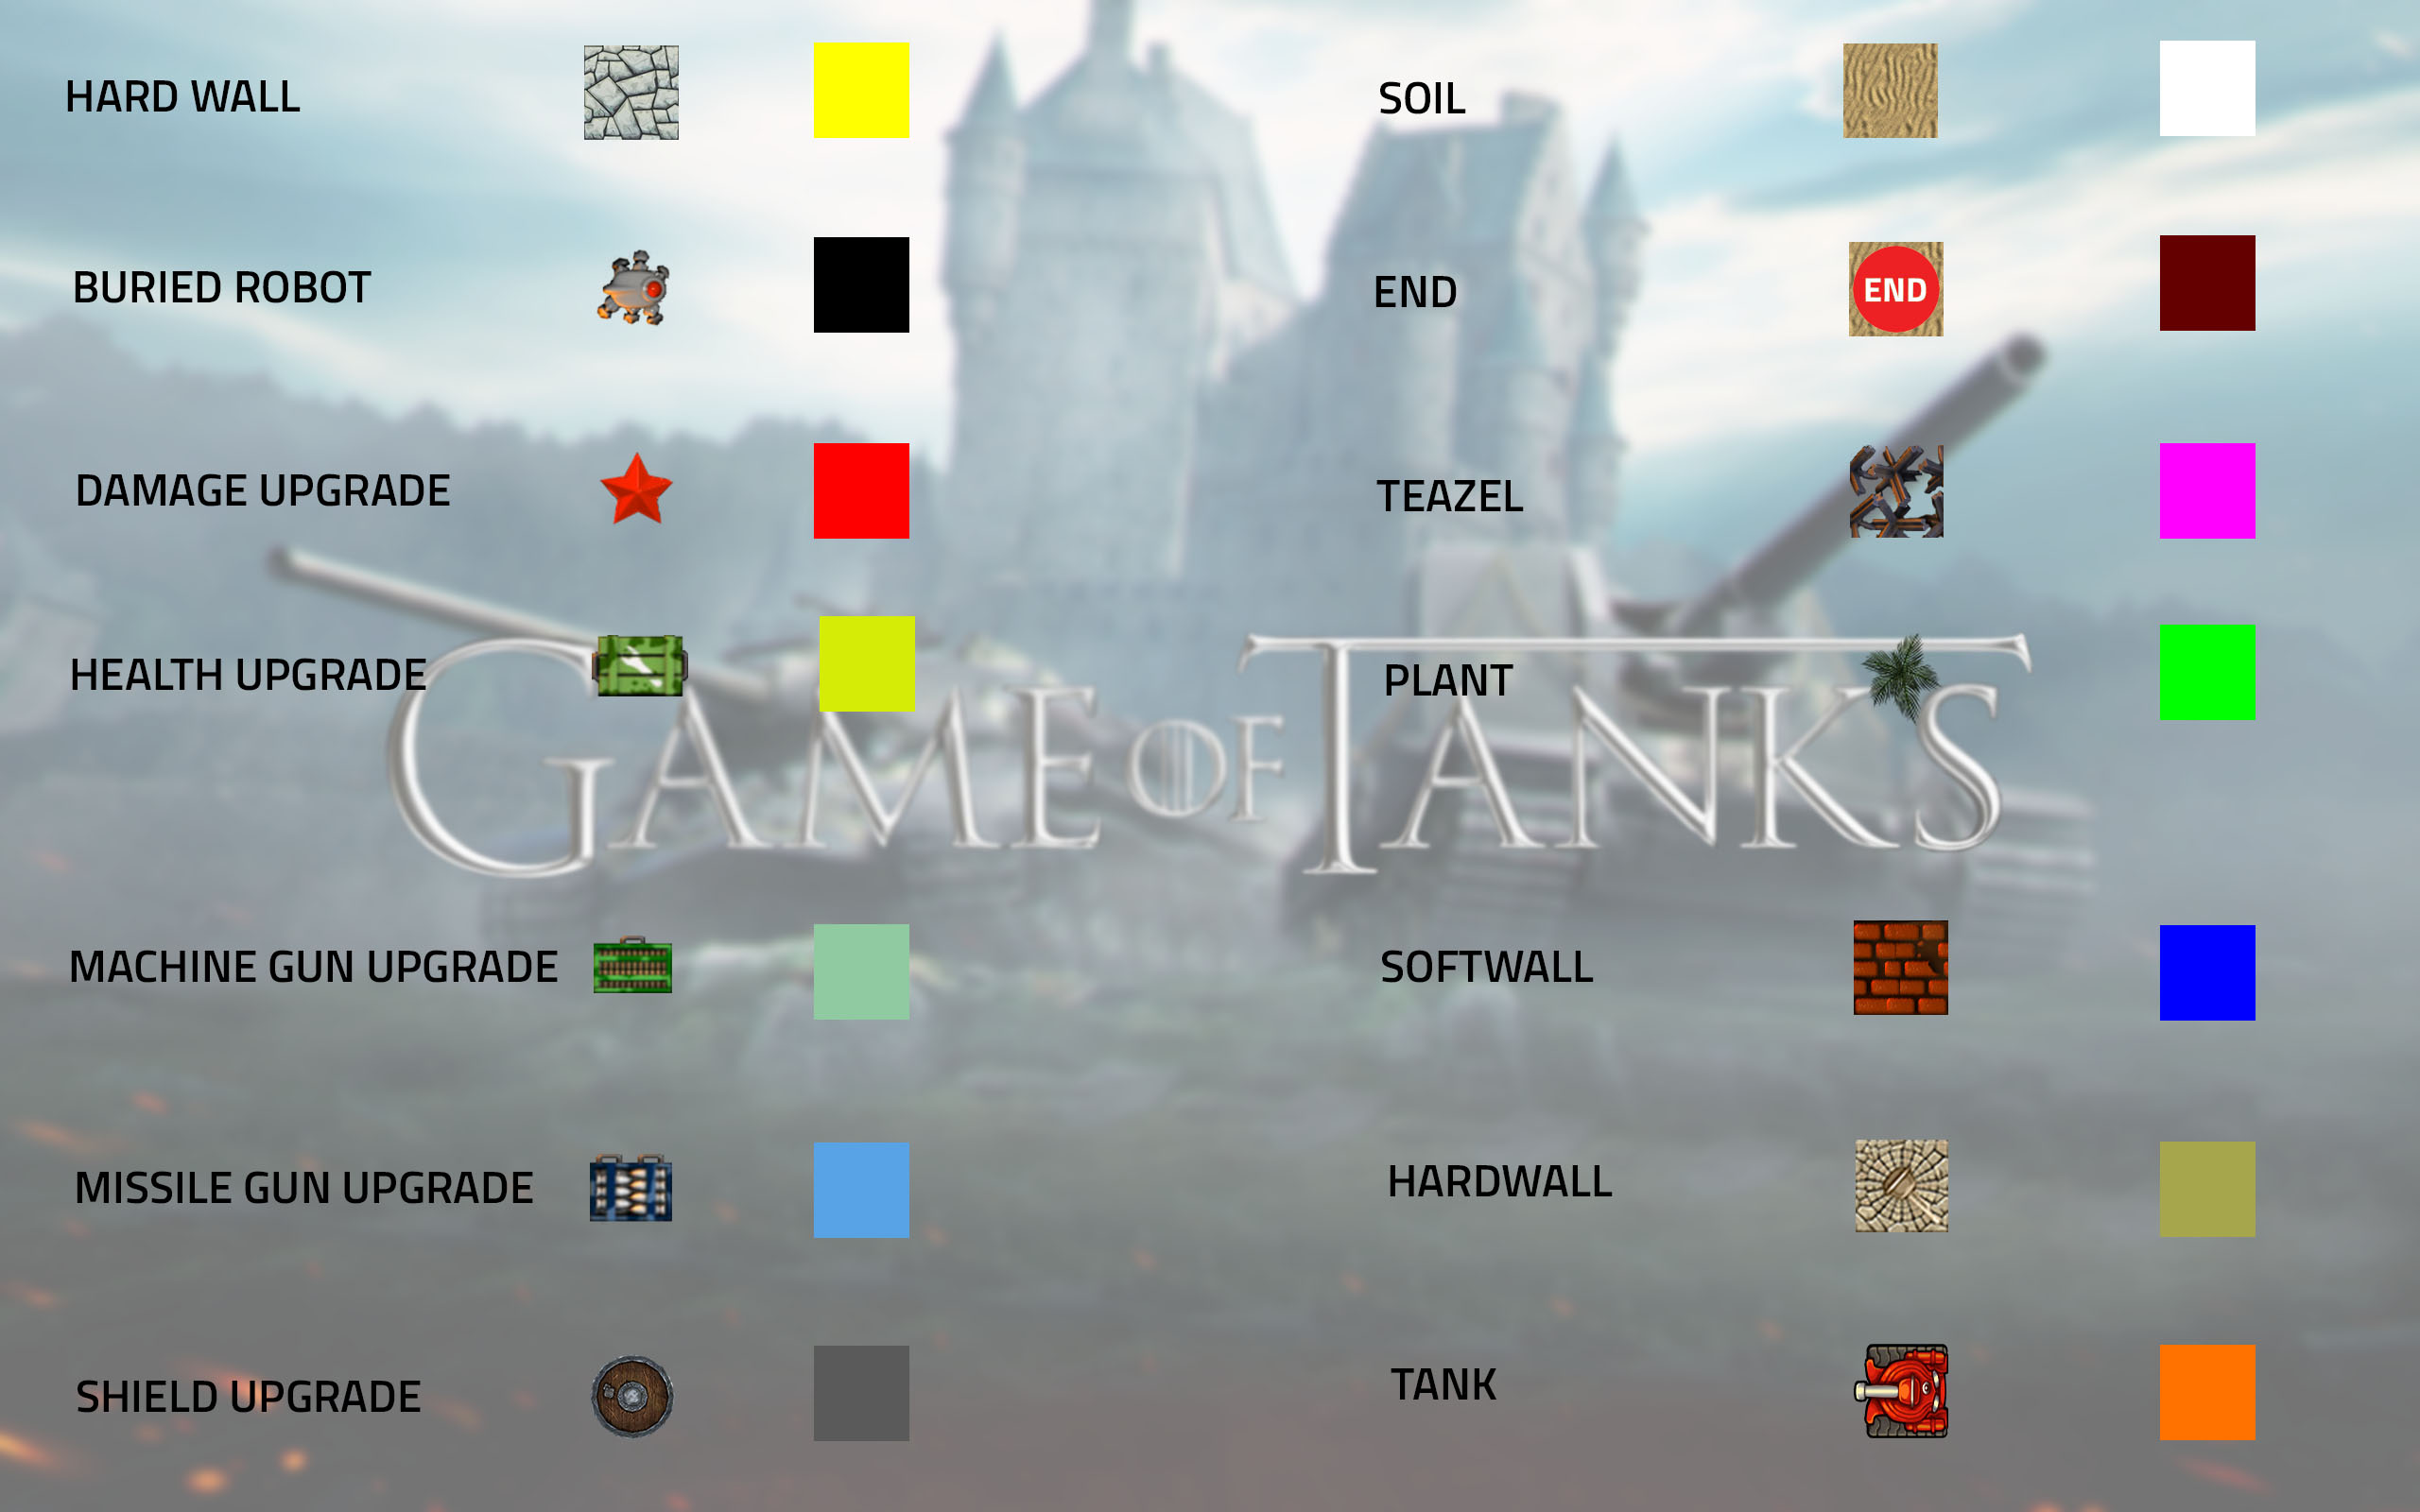 HARD WALL
SOIL
BURIED ROBOT
END
END
DAMAGE UPGRADE
TEAZEL
HEALTH UPGRADE
PLANT
GAME OF TANKS
MACHINE GUN UPGRADE
SOFTWALL
MISSILE GUN UPGRADE
HARDWALL
SHIELD UPGRADE
TANK